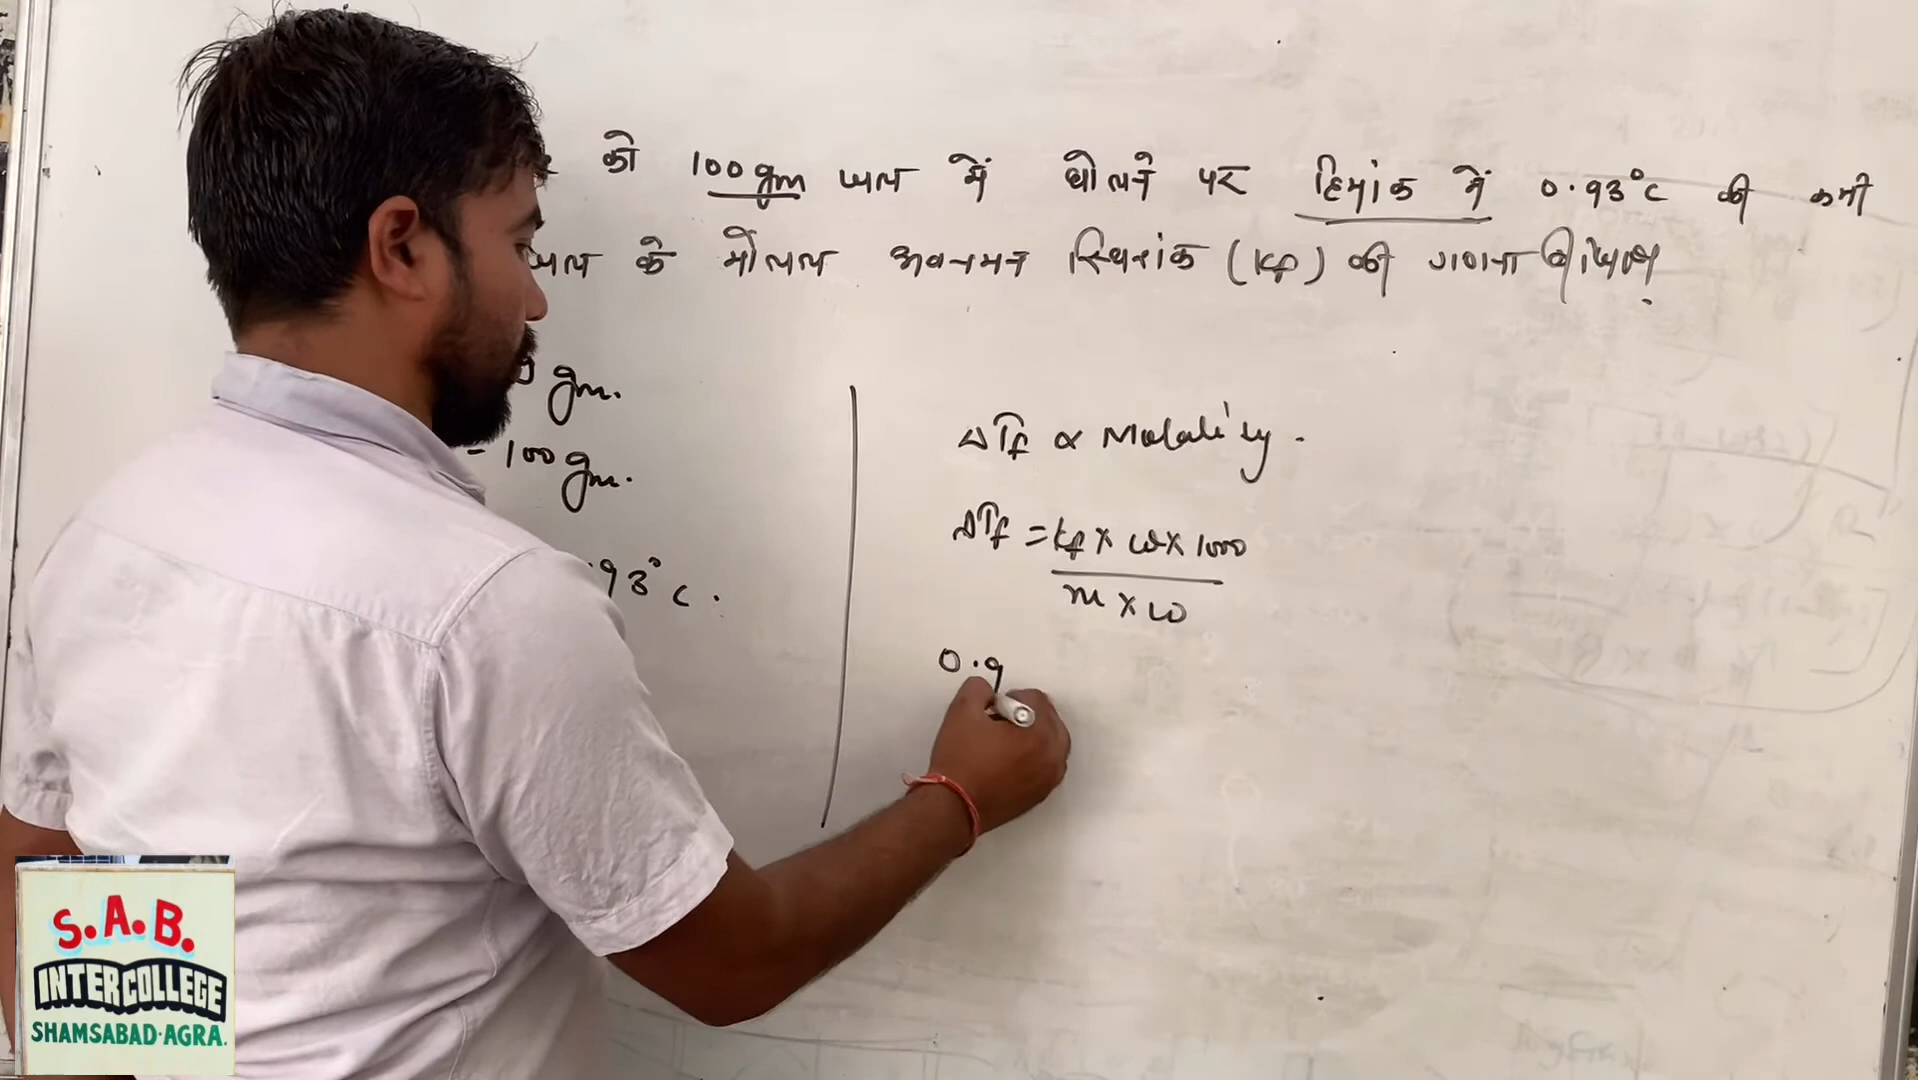 को 100 gm जल में घोलने पर हिमांक में 0.93°C की कमी
जल के मोलल अवनमन स्थिरांक (Kf) की गणना कीजिए
gm.
= 100 gm.
.93°C.
ΔTf ∝ Molality.
ΔTf = Kf × w × 1000
m × w
0.9
S.A.B.
INTERCOLLEGE
SHAMSABAD·AGRA.